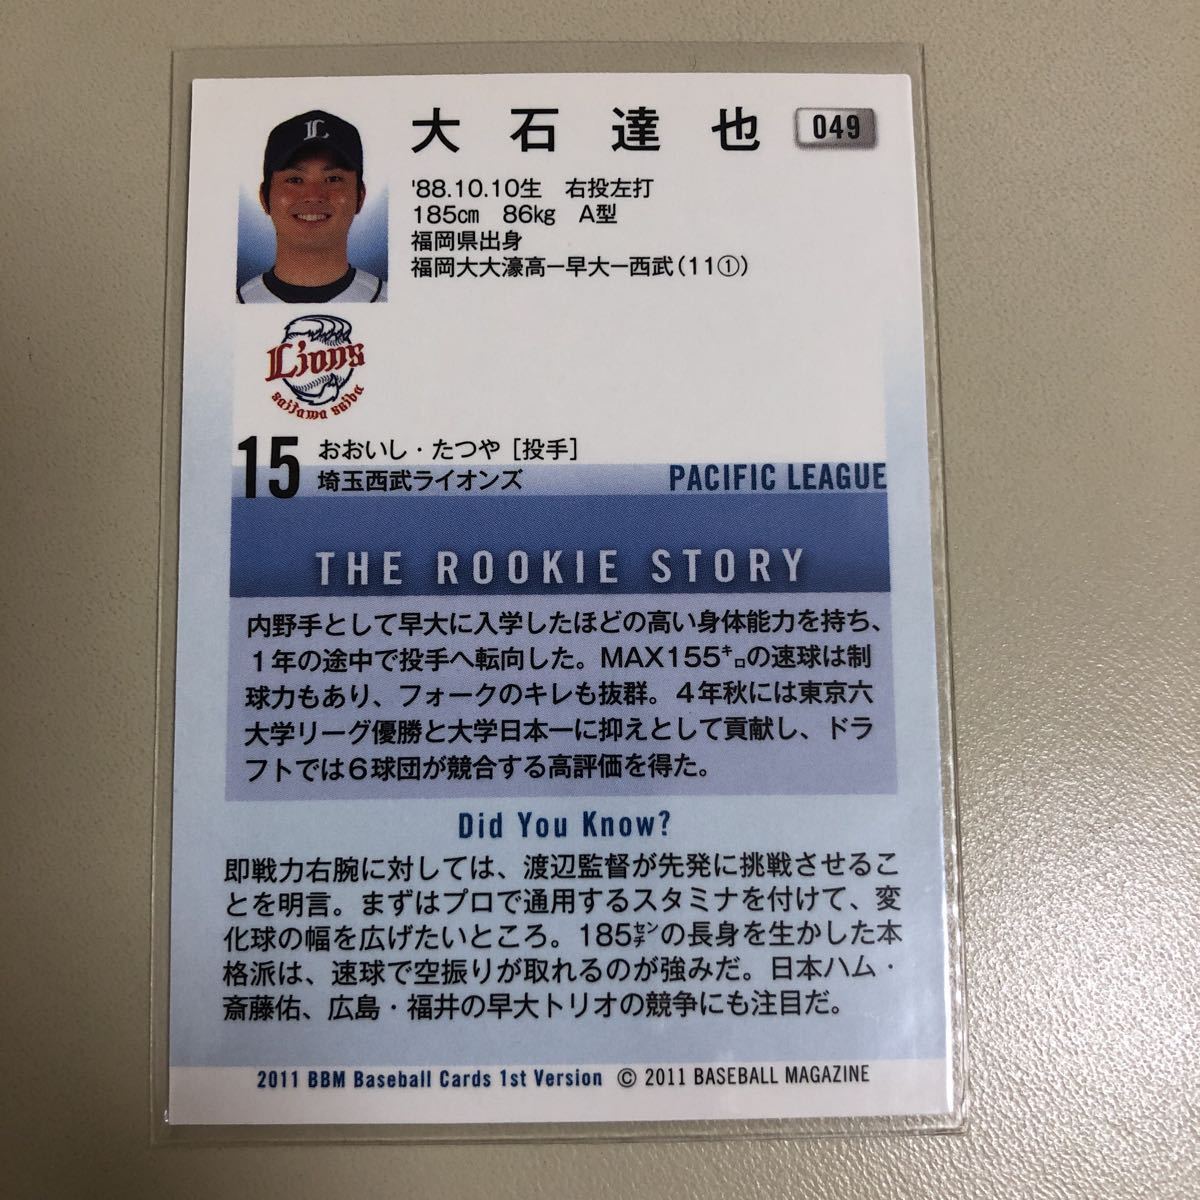 大石達也 049
'88.10.10生 右投左打
185cm 86kg A型
福岡県出身
福岡大大濠高ー早大ー西武(11①)
L
Lions
saitama seibu
15 おおいし・たつや[投手]
埼玉西武ライオンズ
PACIFIC LEAGUE
THE ROOKIE STORY
内野手として早大に入学したほどの高い身体能力を持ち、
1年の途中で投手へ転向した。MAX155㌔の速球は制
球力もあり、フォークのキレも抜群。4年秋には東京六
大学リーグ優勝と大学日本一に抑えとして貢献し、ドラ
フトでは6球団が競合する高評価を得た。
Did You Know?
即戦力右腕に対しては、渡辺監督が先発に挑戦させるこ
とを明言。まずはプロで通用するスタミナを付けて、変
化球の幅を広げたいところ。185㌢の長身を生かした本
格派は、速球で空振りが取れるのが強みだ。日本ハム・
斎藤佑、広島・福井の早大トリオの競争にも注目だ。
2011 BBM Baseball Cards 1st Version © 2011 BASEBALL MAGAZINE